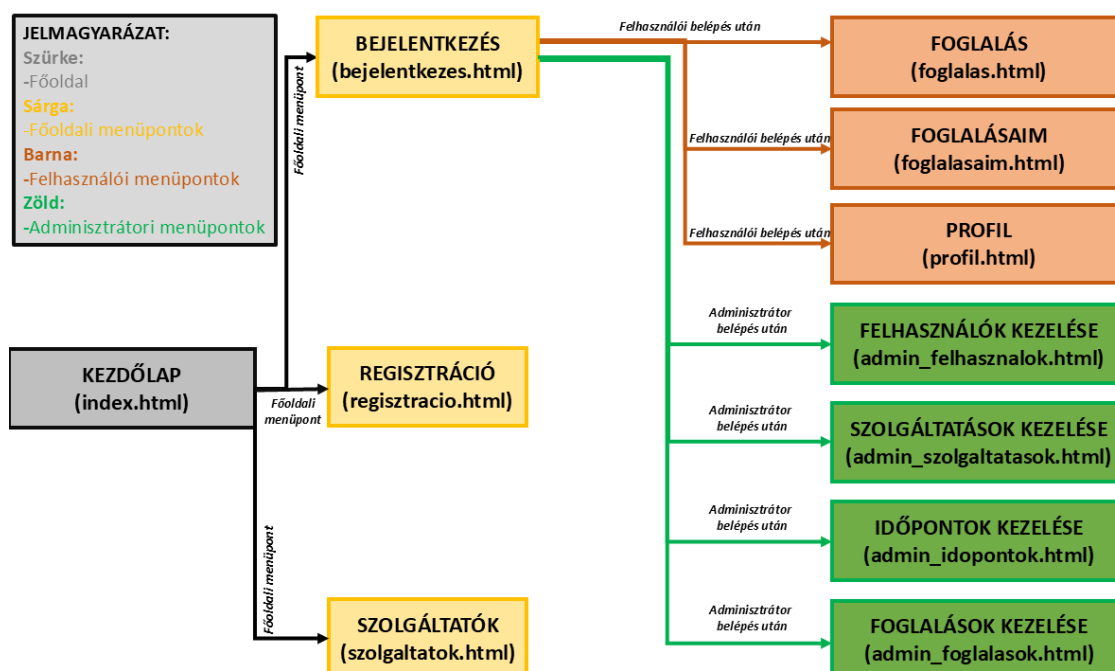 JELMAGYARÁZAT:
Szürke:
-Főoldal
Sárga:
-Főoldali menüpontok
Barna:
-Felhasználói menüpontok
Zöld:
-Adminisztrátori menüpontok
KEZDŐLAP
(index.html)
Főoldali menüpont
BEJELENTKEZÉS
(bejelentkezes.html)
Főoldali
menüpont
REGISZTRÁCIÓ
(regisztracio.html)
Főoldali menüpont
SZOLGÁLTATÓK
(szolgaltatok.html)
Felhasználói belépés után
FOGLALÁS
(foglalas.html)
Felhasználói belépés után
FOGLALÁSAIM
(foglalasaim.html)
Felhasználói belépés után
PROFIL
(profil.html)
Adminisztrátor
belépés után
FELHASZNÁLÓK KEZELÉSE
(admin_felhasznalok.html)
Adminisztrátor
belépés után
SZOLGÁLTATÁSOK KEZELÉSE
(admin_szolgaltatasok.html)
Adminisztrátor
belépés után
IDŐPONTOK KEZELÉSE
(admin_idopontok.html)
Adminisztrátor
belépés után
FOGLALÁSOK KEZELÉSE
(admin_foglalasok.html)